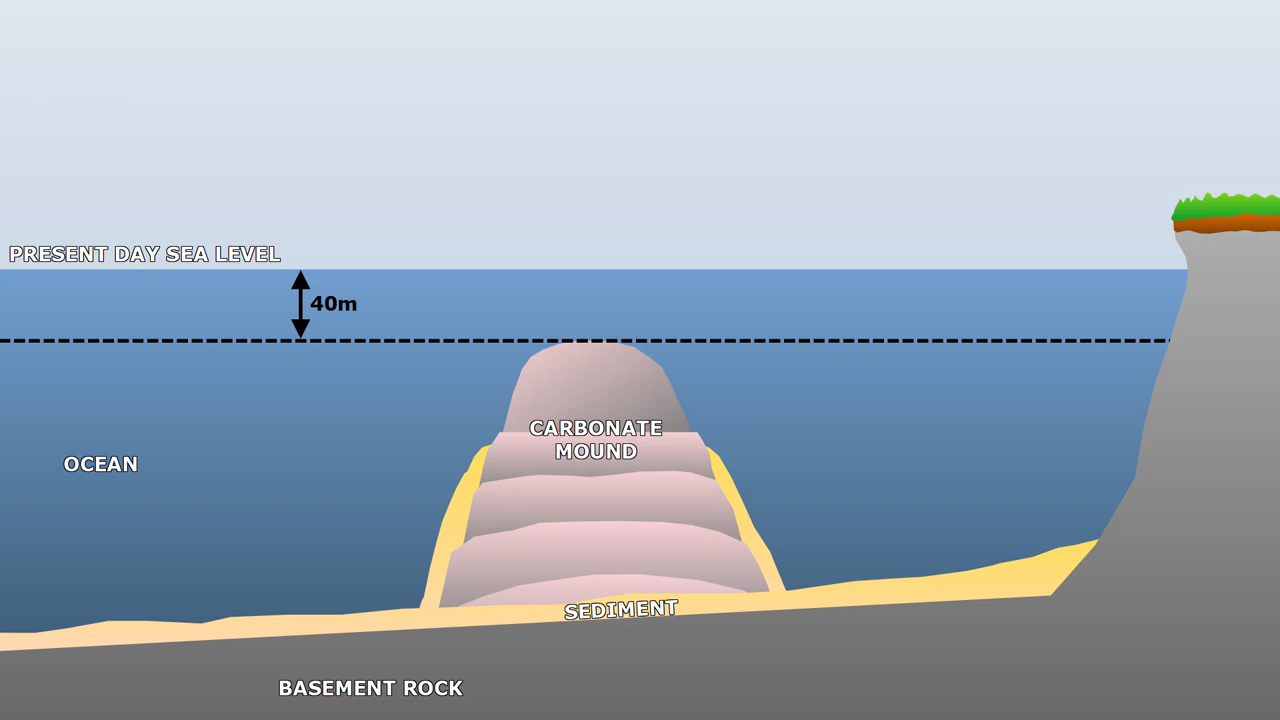 PRESENT DAY SEA LEVEL
40m
CARBONATE
MOUND
OCEAN
SEDIMENT
BASEMENT ROCK